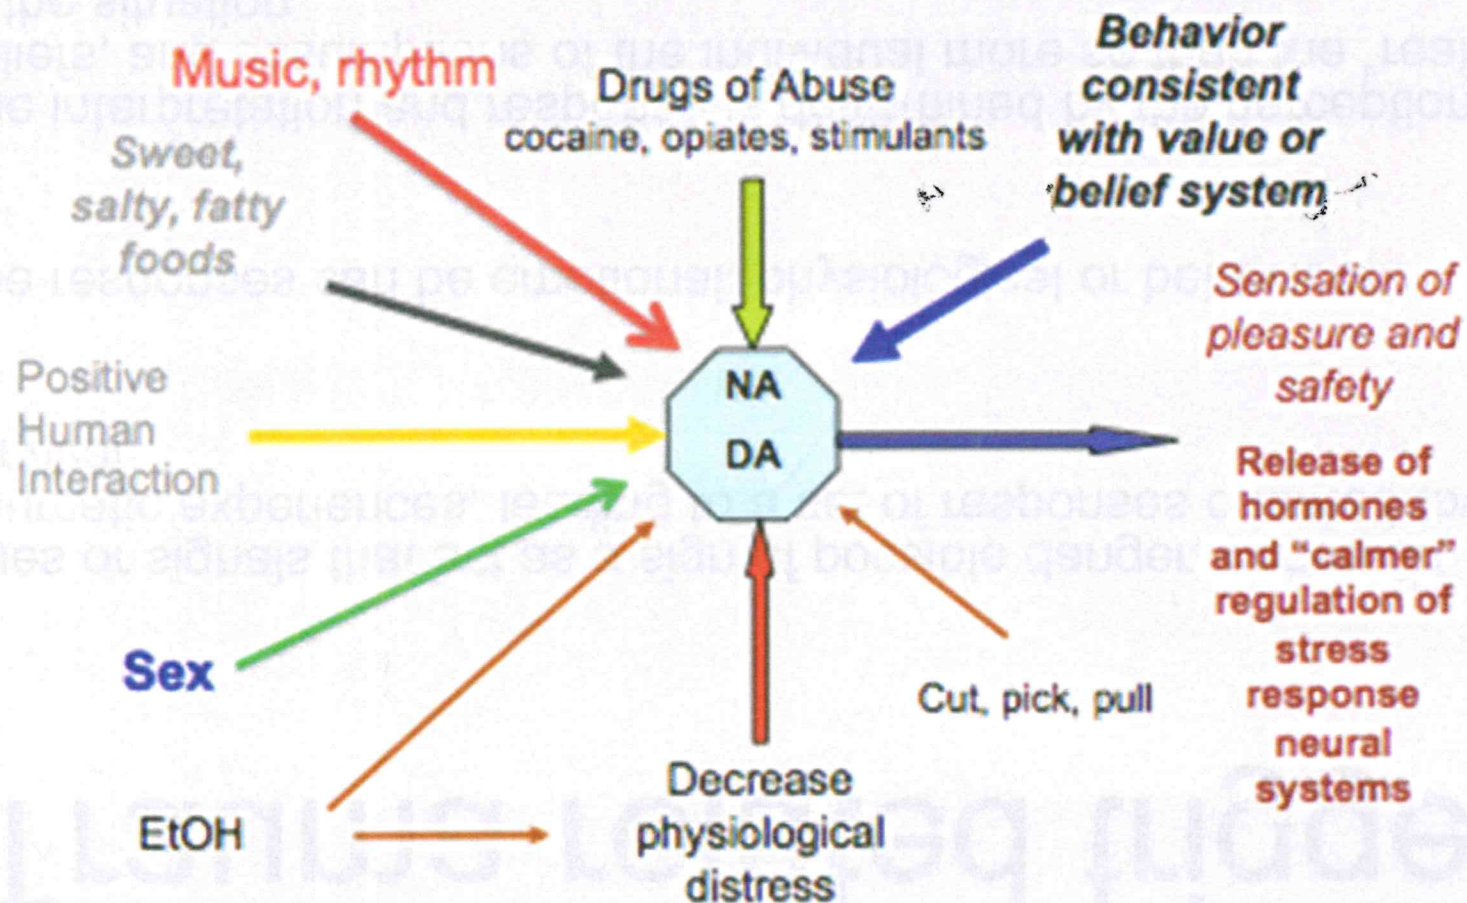 Music, rhythm
Sweet,
salty, fatty
foods
Positive
Human
Interaction
Sex
EtOH
Drugs of Abuse
cocaine, opiates, stimulants
Behavior
consistent
with value or
belief system
NA
DA
Decrease
physiological
distress
Cut, pick, pull
Sensation of
pleasure and
safety
Release of
hormones
and “calmer”
regulation of
stress
response
neural
systems